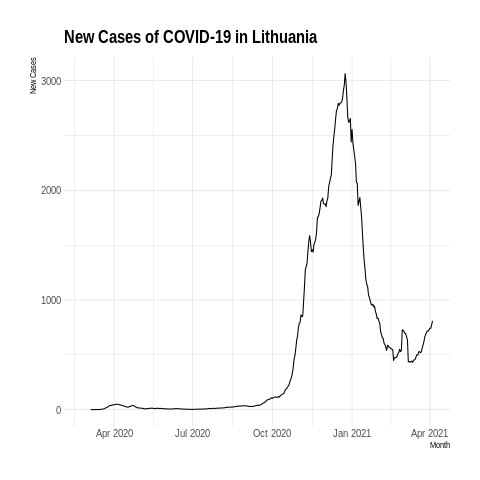 New Cases of COVID-19 in Lithuania
New Cases
3000
2000
1000
0
Apr 2020
Jul 2020
Oct 2020
Jan 2021
Apr 2021
Month